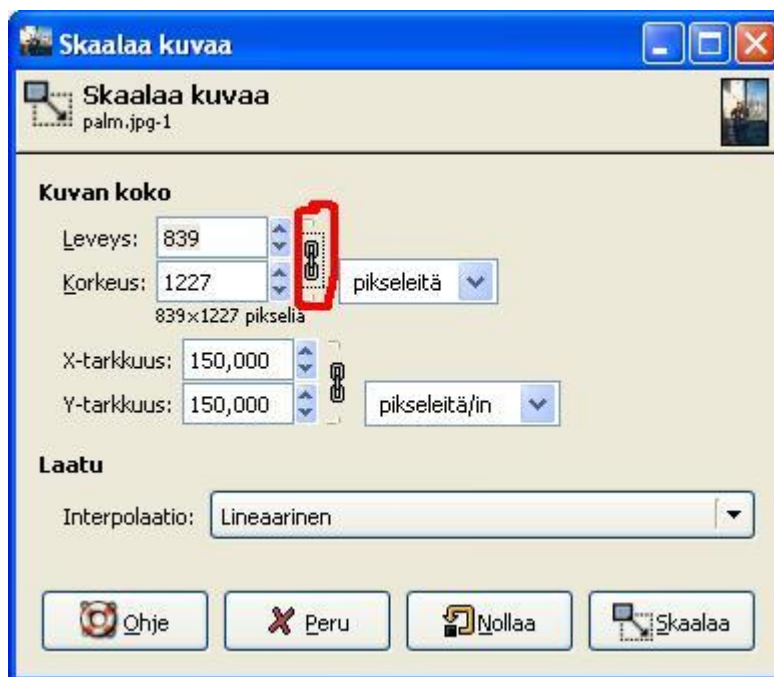 Skaalaa kuvaa
Skaalaa kuvaa
palm.jpg-1
Kuvan koko
Leveys: 839
Korkeus: 1227 pikseleitä
839×1227 pikseliä
X-tarkkuus: 150,000
Y-tarkkuus: 150,000 pikseleitä/in
Laatu
Interpolaatio: Lineaarinen
Ohje Peru Nollaa Skaalaa